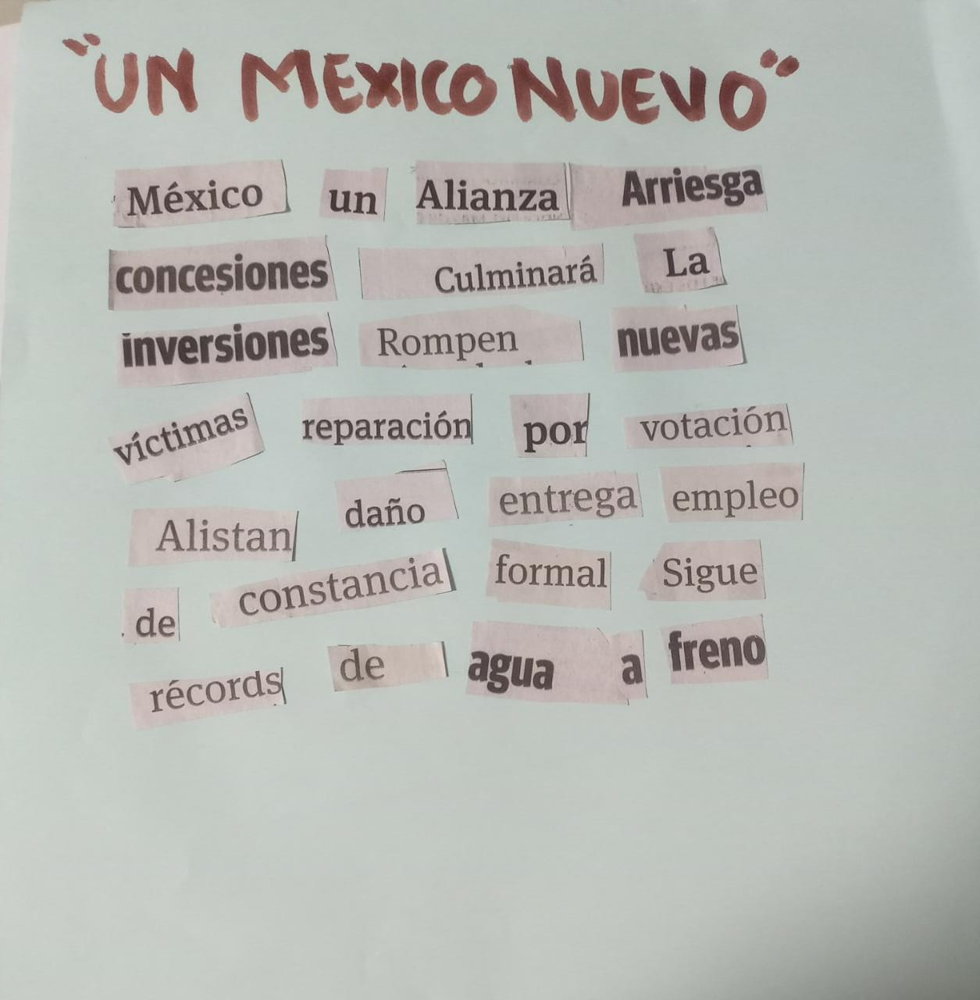 "UN MEXICO NUEVO"
México un Alianza Arriesga
concesiones Culminará La
inversiones Rompen nuevas
víctimas reparación por votación
Alistan daño entrega empleo
de constancia formal Sigue
récords de agua a freno